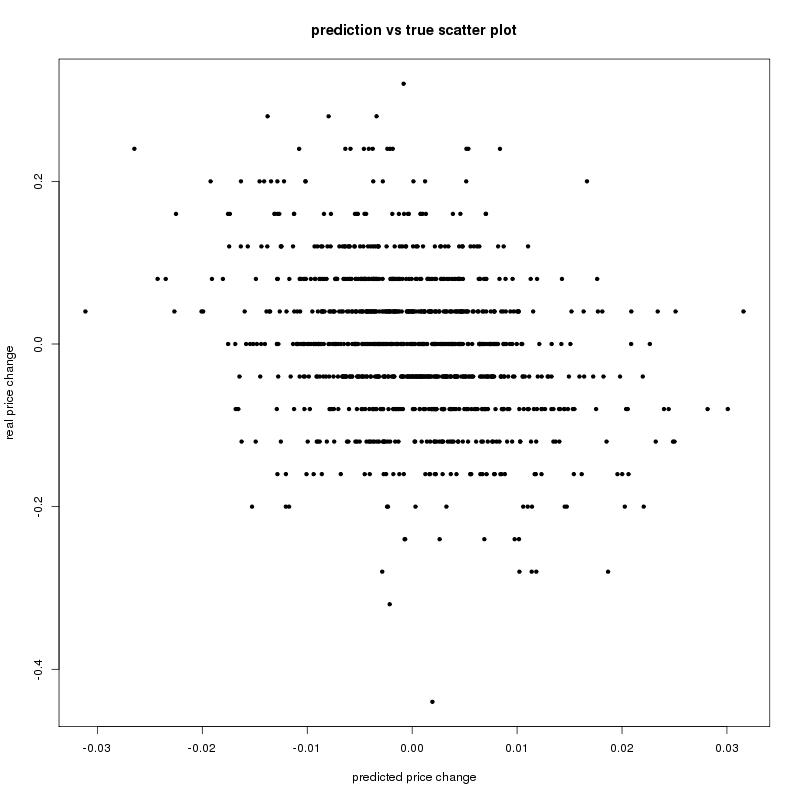 prediction vs true scatter plot
real price change
0.2
0.0
-0.2
-0.4
-0.03 -0.02 -0.01 0.00 0.01 0.02 0.03
predicted price change